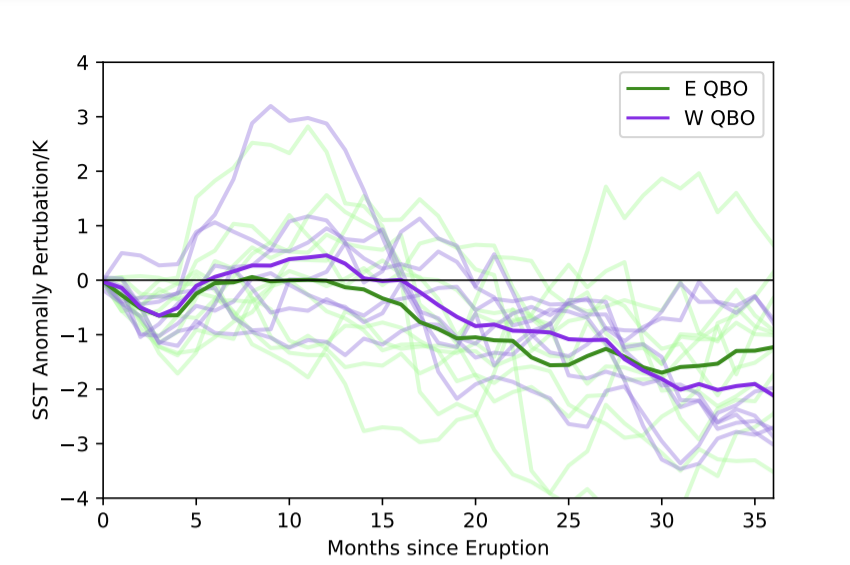 4
3
2
1
0
−1
−2
−3
−4
SST Anomally Pertubation/K
E QBO
W QBO
0 5 10 15 20 25 30 35
Months since Eruption